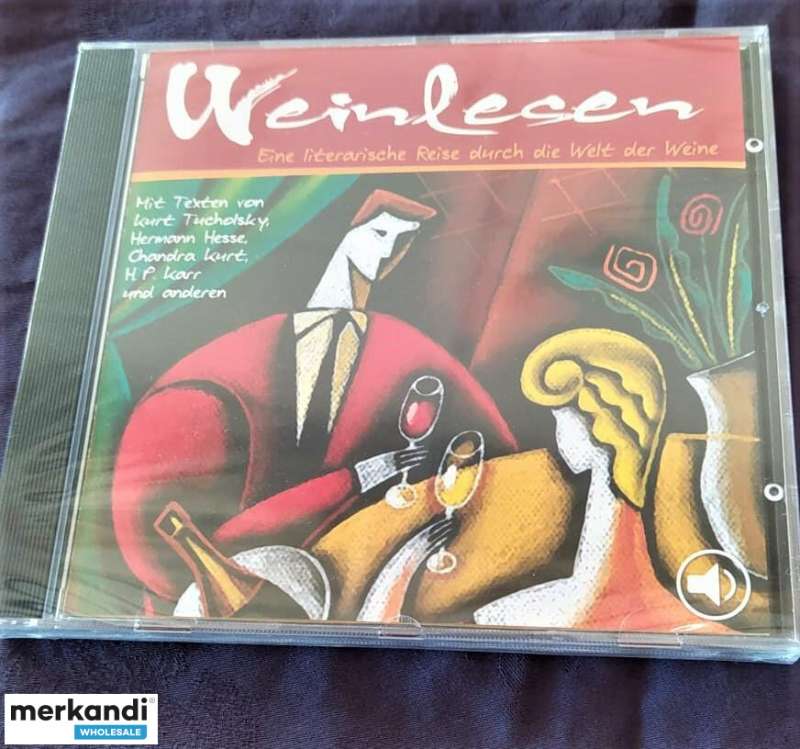 Weinlesen
Eine literarische Reise durch die Welt der Weine
Mit Texten von
Kurt Tucholsky,
Hermann Hesse,
Chandra Kurt,
H. P. Karr
und anderen
merkandi®
WHOLESALE